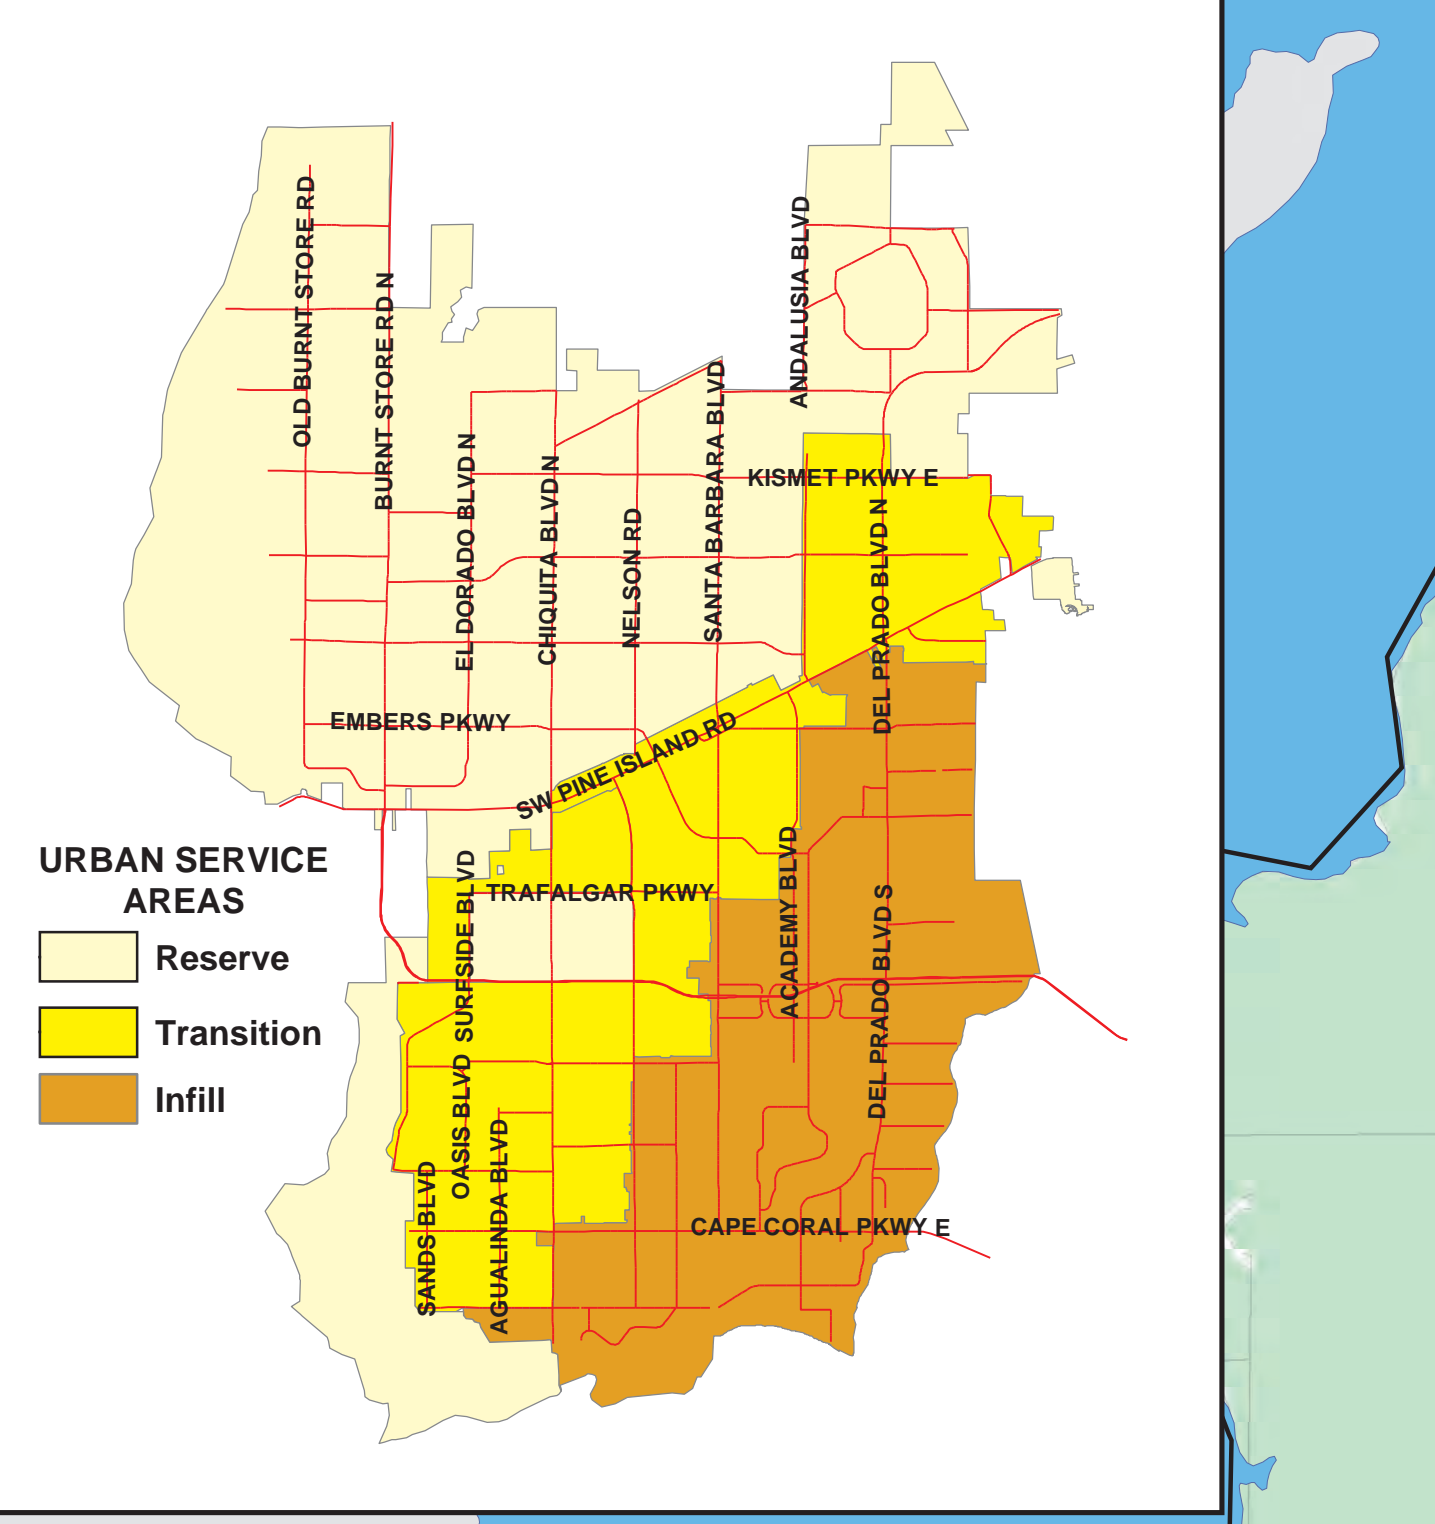 OLD BURNT STORE RD
BURNT STORE RD N
ANDALUSIA BLVD
EL DORADO BLVD N
CHIQUITA BLVD N
NELSON RD
SANTA BARBARA BLVD
KISMET PKWY E
DEL PRADO BLVD N
EMBERS PKWY
SW PINE ISLAND RD
URBAN SERVICE
AREAS
Reserve
Transition
Infill
TRAFALGAR PKWY
SURFSIDE BLVD
ACADEMY BLVD
DEL PRADO BLVD S
OASIS BLVD
SANDS BLVD
AGUALINDA BLVD
CAPE CORAL PKWY E